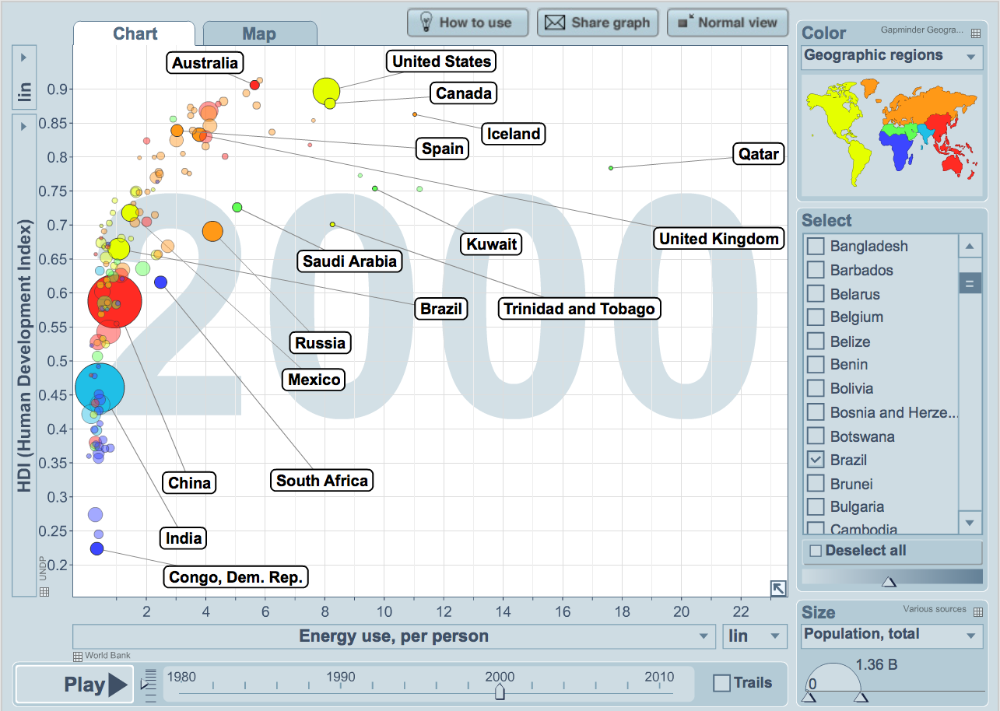 How to use
Share graph
Normal view
Chart
Map
Color
Gapminder Geogra...
Geographic regions
lin
HDI (Human Development Index)
UNDP
0.9
0.85
0.8
0.75
0.7
0.65
0.6
0.55
0.5
0.45
0.4
0.35
0.3
0.25
0.2
2000
Australia
United States
Canada
Iceland
Spain
Qatar
Kuwait
United Kingdom
Saudi Arabia
Brazil
Trinidad and Tobago
Russia
Mexico
China
South Africa
India
Congo, Dem. Rep.
2 4 6 8 10 12 14 16 18 20 22
Energy use, per person
lin
World Bank
Select
Bangladesh
Barbados
Belarus
Belgium
Belize
Benin
Bolivia
Bosnia and Herze...
Botswana
Brazil
Brunei
Bulgaria
Cambodia
Deselect all
Size
Various sources
Population, total
1.36 B
0
Play
1980 1990 2000 2010
Trails